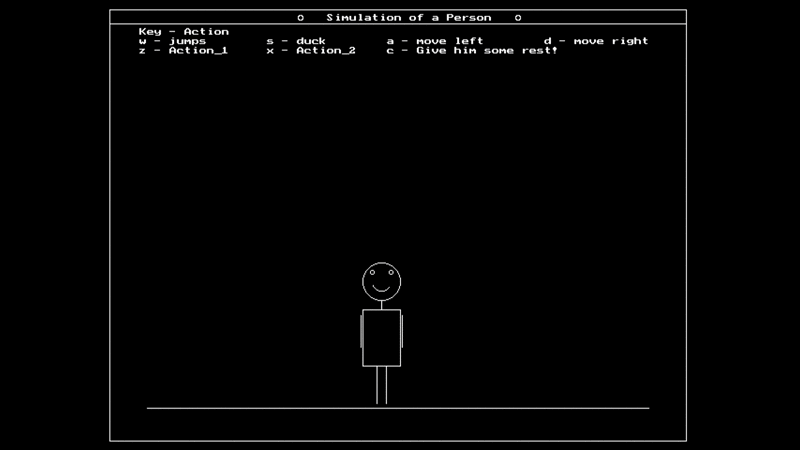 o Simulation of a Person o
Key - Action
w - jumps s - duck a - move left d - move right
z - Action_1 x - Action_2 c - Give him some rest!